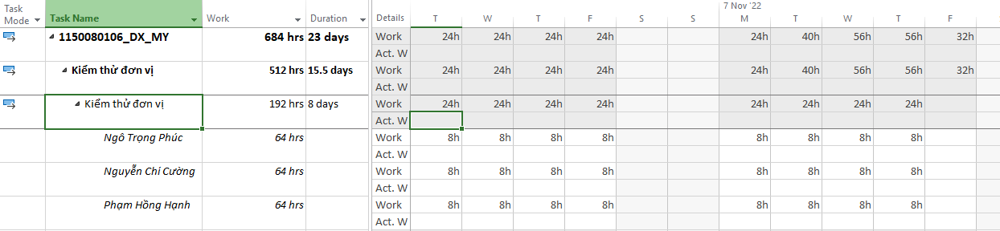 7 Nov '22
Task Mode Task Name Work Duration Details T W T F S S M T W T F
1150080106_DX_MY 684 hrs 23 days Work 24h 24h 24h 24h 24h 40h 56h 56h 32h
Act. W
Kiểm thử đơn vị 512 hrs 15.5 days Work 24h 24h 24h 24h 24h 40h 56h 56h 32h
Act. W
Kiểm thử đơn vị 192 hrs 8 days Work 24h 24h 24h 24h 24h 24h 24h 24h
Act. W
Ngô Trọng Phúc 64 hrs Work 8h 8h 8h 8h 8h 8h 8h 8h
Act. W
Nguyễn Chí Cường 64 hrs Work 8h 8h 8h 8h 8h 8h 8h 8h
Act. W
Phạm Hồng Hạnh 64 hrs Work 8h 8h 8h 8h 8h 8h 8h 8h
Act. W